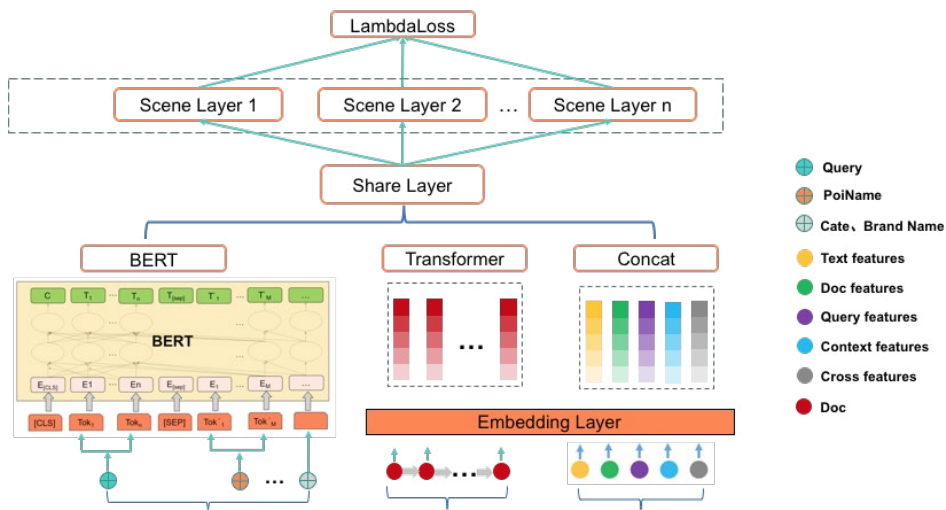 LambdaLoss
Scene Layer 1
Scene Layer 2
...
Scene Layer n
Share Layer
BERT
Transformer
Concat
C
T1
...
Tn
T[sep]
T'1
...
T'M
...
...
...
BERT
...
...
E[CLS]
E1
...
En
E[sep]
E1
...
EM
...
[CLS]
Tok1
Tokn
[SEP]
Tok'1
Tok'M
...
...
Embedding Layer
...
Query
PoiName
Cate、Brand Name
Text features
Doc features
Query features
Context features
Cross features
Doc